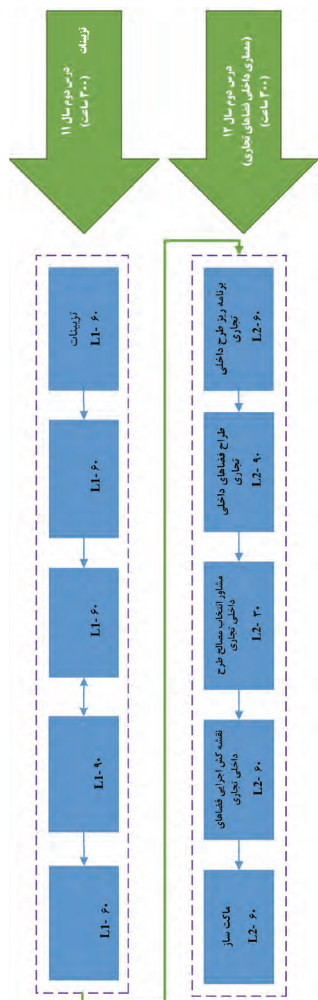 تزیینات
درس دوم سال ۱۱
(۳۰۰ ساعت)
تزیینات
L1- ۶۰
L1- ۶۰
L1- ۶۰
L1- ۹۰
L1- ۶۰
درس دوم سال ۱۲
(معماری داخلی فضاهای تجاری)
(۳۰۰ ساعت)
برنامه ریز طرح داخلی
تجاری
L2- ۶۰
طراح فضاهای داخلی
تجاری
L2- ۹۰
مشاور انتخاب مصالح طرح
داخلی تجاری
L2- ۳۰
نقشه کش اجرایی فضاهای
داخلی تجاری
L2- ۶۰
ماکت ساز
L2- ۶۰